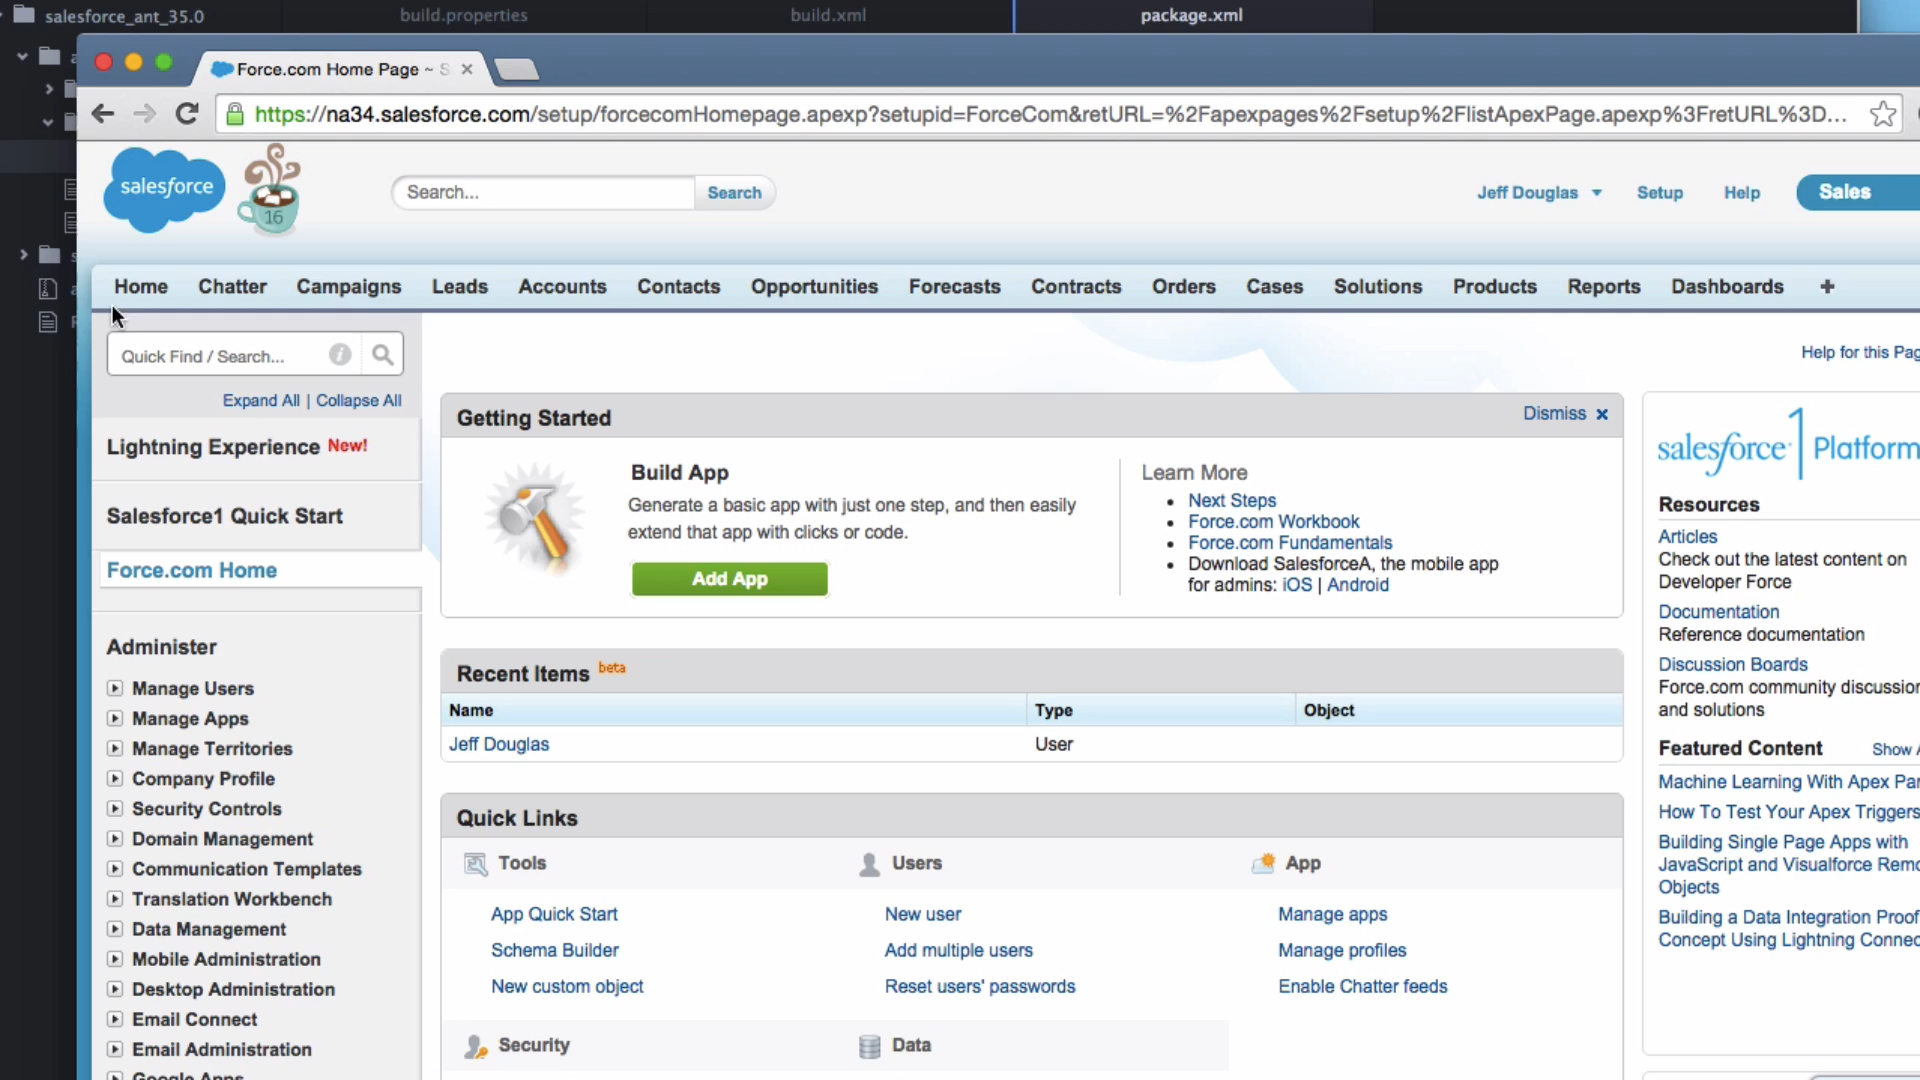 salesforce_ant_35.0
build.properties
build.xml
package.xml
Force.com Home Page ~ S
https://na34.salesforce.com/setup/forcecomHomepage.apexp?setupid=ForceCom&retURL=%2Fapexpages%2Fsetup%2FlistApexPage.apexp%3FretURL%3D...
salesforce
16
Search...
Search
Jeff Douglas
Setup
Help
Sales
Home
Chatter
Campaigns
Leads
Accounts
Contacts
Opportunities
Forecasts
Contracts
Orders
Cases
Solutions
Products
Reports
Dashboards
+
Quick Find / Search...
Expand All | Collapse All
Lightning Experience New!
Salesforce1 Quick Start
Force.com Home
Administer
Manage Users
Manage Apps
Manage Territories
Company Profile
Security Controls
Domain Management
Communication Templates
Translation Workbench
Data Management
Mobile Administration
Desktop Administration
Email Connect
Email Administration
Google Apps
Help for this Pag
Getting Started
Dismiss
Build App
Generate a basic app with just one step, and then easily
extend that app with clicks or code.
Add App
Learn More
Next Steps
Force.com Workbook
Force.com Fundamentals
Download SalesforceA, the mobile app
for admins: iOS | Android
Recent Items beta
Name
Type
Object
Jeff Douglas
User
Quick Links
Tools
Users
App
App Quick Start
New user
Manage apps
Schema Builder
Add multiple users
Manage profiles
New custom object
Reset users' passwords
Enable Chatter feeds
Security
Data
salesforce1 Platform
Resources
Articles
Check out the latest content on
Developer Force
Documentation
Reference documentation
Discussion Boards
Force.com community discussion
and solutions
Featured Content
Show A
Machine Learning With Apex Par
How To Test Your Apex Triggers
Building Single Page Apps with
JavaScript and Visualforce Remo
Objects
Building a Data Integration Proof
Concept Using Lightning Connec